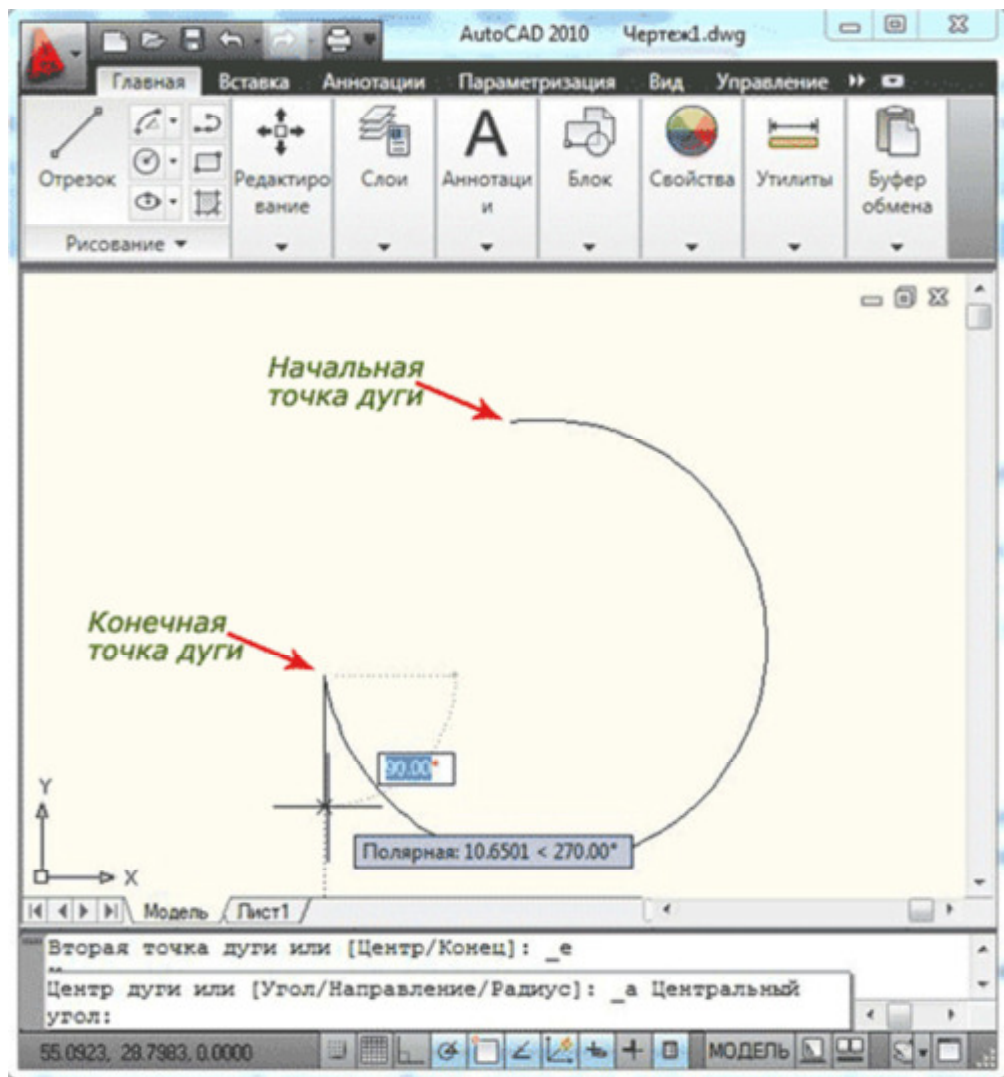 AutoCAD 2010 Чертеж1.dwg
Главная Вставка Аннотации Параметризация Вид Управление
Отрезок
Редактиро
вание
Слои
Аннотаци
и
Блок
Свойства
Утилиты
Буфер
обмена
Рисование
Начальная
точка дуги
Конечная
точка дуги
90.00°
Полярная: 10.6501 < 270.00°
Y
X
Модель Лист1
Вторая точка дуги или [Центр/Конец]: _e
Центр дуги или [Угол/Направление/Радиус]: _a Центральный
угол:
55.0923, 28.7983, 0.0000 МОДЕЛЬ